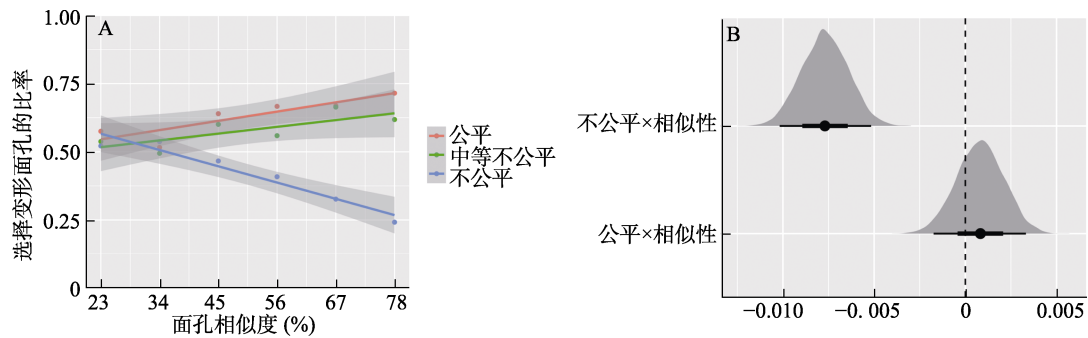 A
选择变形面孔的比率
1.00
0.75
0.50
0.25
0
23 34 45 56 67 78
面孔相似度 (%)
公平
中等不公平
不公平
B
不公平×相似性
公平×相似性
−0.010 −0.005 0 0.005